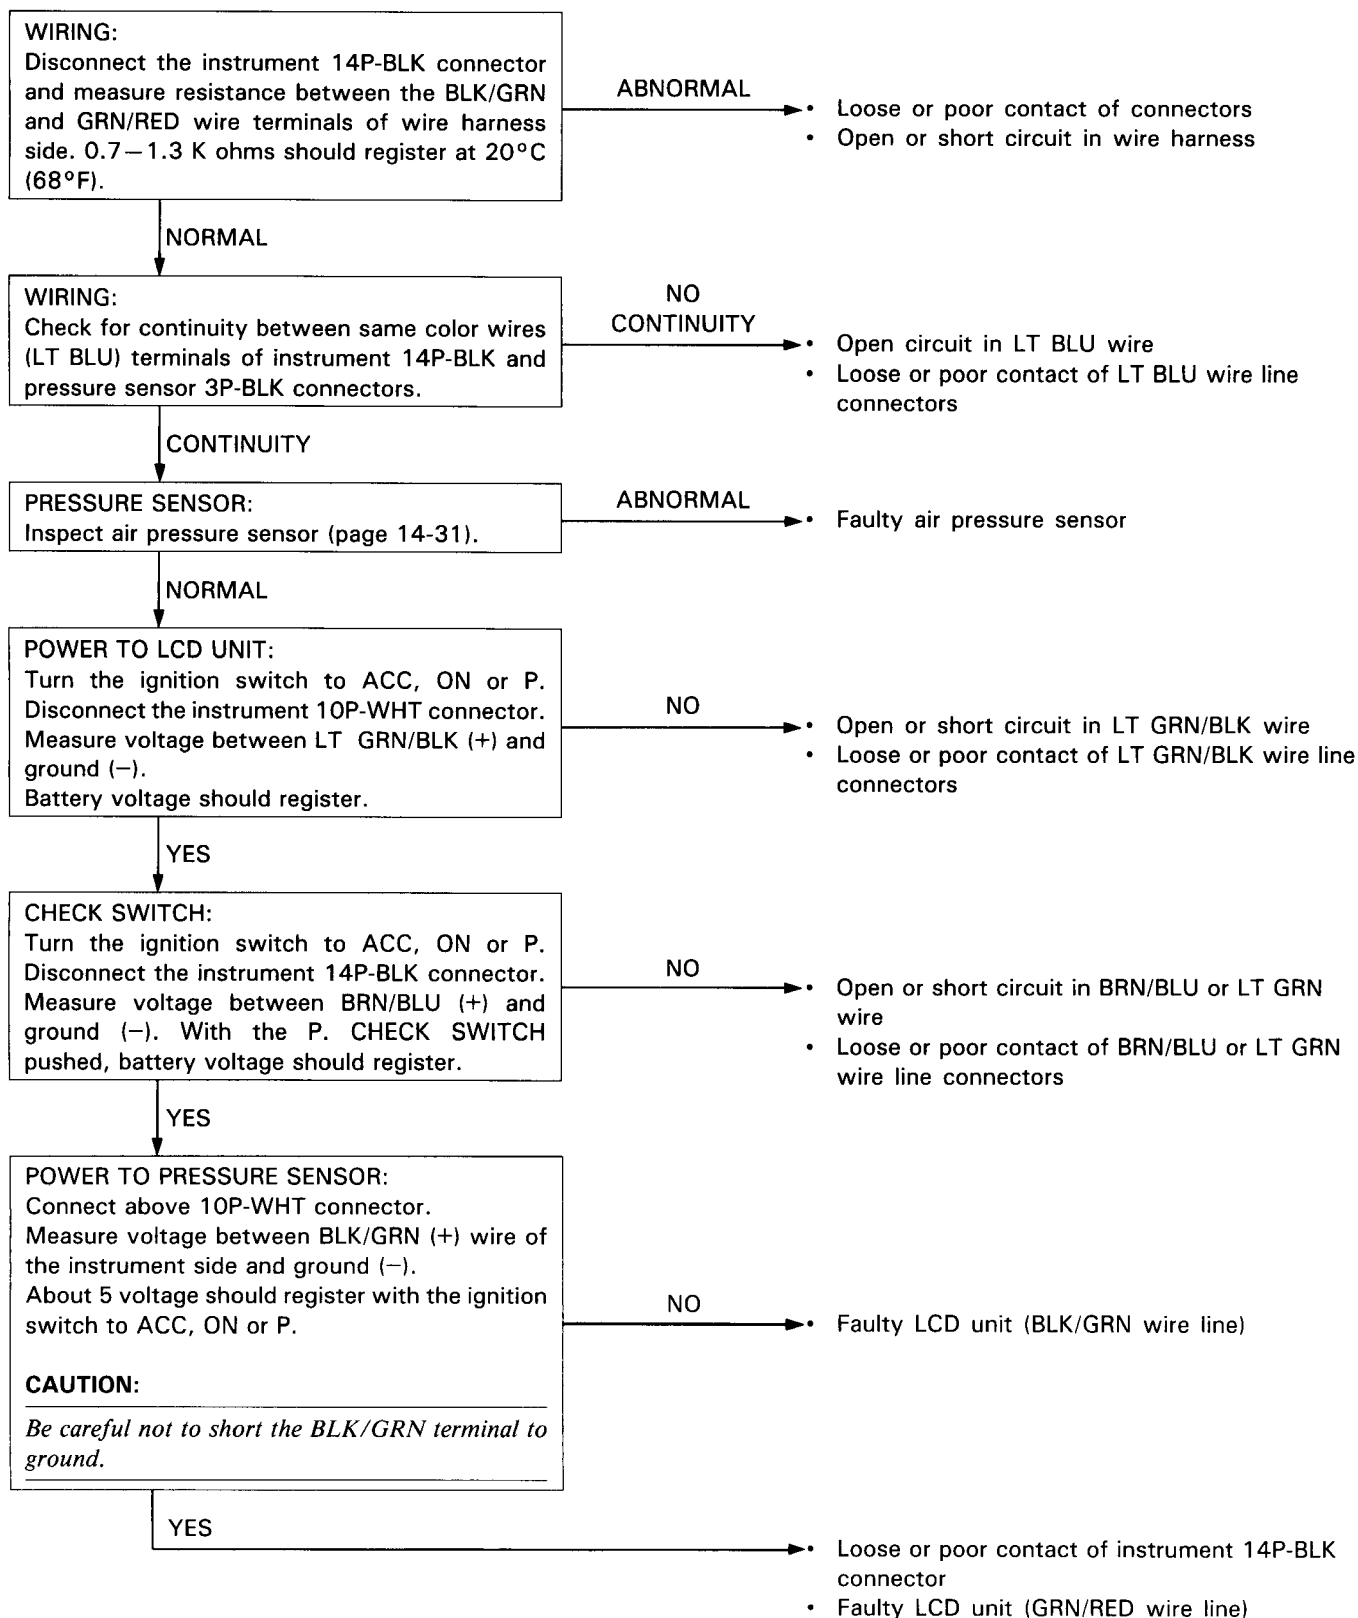 WIRING:
Disconnect the instrument 14P-BLK connector
and measure resistance between the BLK/GRN
and GRN/RED wire terminals of wire harness
side. 0.7—1.3 K ohms should register at 20°C
(68°F).
ABNORMAL
• Loose or poor contact of connectors
• Open or short circuit in wire harness
NORMAL
WIRING:
Check for continuity between same color wires
(LT BLU) terminals of instrument 14P-BLK and
pressure sensor 3P-BLK connectors.
NO
CONTINUITY
• Open circuit in LT BLU wire
• Loose or poor contact of LT BLU wire line
connectors
CONTINUITY
PRESSURE SENSOR:
Inspect air pressure sensor (page 14-31).
ABNORMAL
• Faulty air pressure sensor
NORMAL
POWER TO LCD UNIT:
Turn the ignition switch to ACC, ON or P.
Disconnect the instrument 10P-WHT connector.
Measure voltage between LT GRN/BLK (+) and
ground (−).
Battery voltage should register.
NO
• Open or short circuit in LT GRN/BLK wire
• Loose or poor contact of LT GRN/BLK wire line
connectors
YES
CHECK SWITCH:
Turn the ignition switch to ACC, ON or P.
Disconnect the instrument 14P-BLK connector.
Measure voltage between BRN/BLU (+) and
ground (−). With the P. CHECK SWITCH
pushed, battery voltage should register.
NO
• Open or short circuit in BRN/BLU or LT GRN
wire
• Loose or poor contact of BRN/BLU or LT GRN
wire line connectors
YES
POWER TO PRESSURE SENSOR:
Connect above 10P-WHT connector.
Measure voltage between BLK/GRN (+) wire of
the instrument side and ground (−).
About 5 voltage should register with the ignition
switch to ACC, ON or P.
NO
• Faulty LCD unit (BLK/GRN wire line)
CAUTION:
Be careful not to short the BLK/GRN terminal to
ground.
YES
• Loose or poor contact of instrument 14P-BLK
connector
• Faulty LCD unit (GRN/RED wire line)